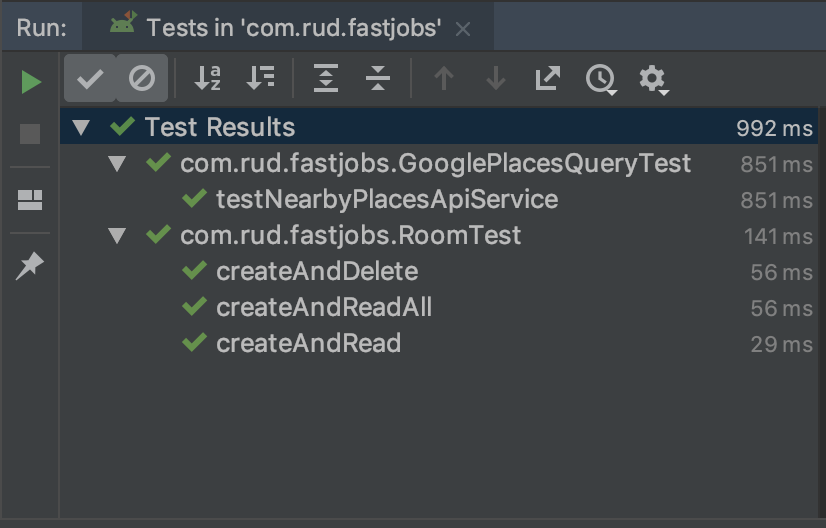 Run: Tests in 'com.rud.fastjobs' ×
Test Results 992 ms
com.rud.fastjobs.GooglePlacesQueryTest 851 ms
testNearbyPlacesApiService 851 ms
com.rud.fastjobs.RoomTest 141 ms
createAndDelete 56 ms
createAndReadAll 56 ms
createAndRead 29 ms